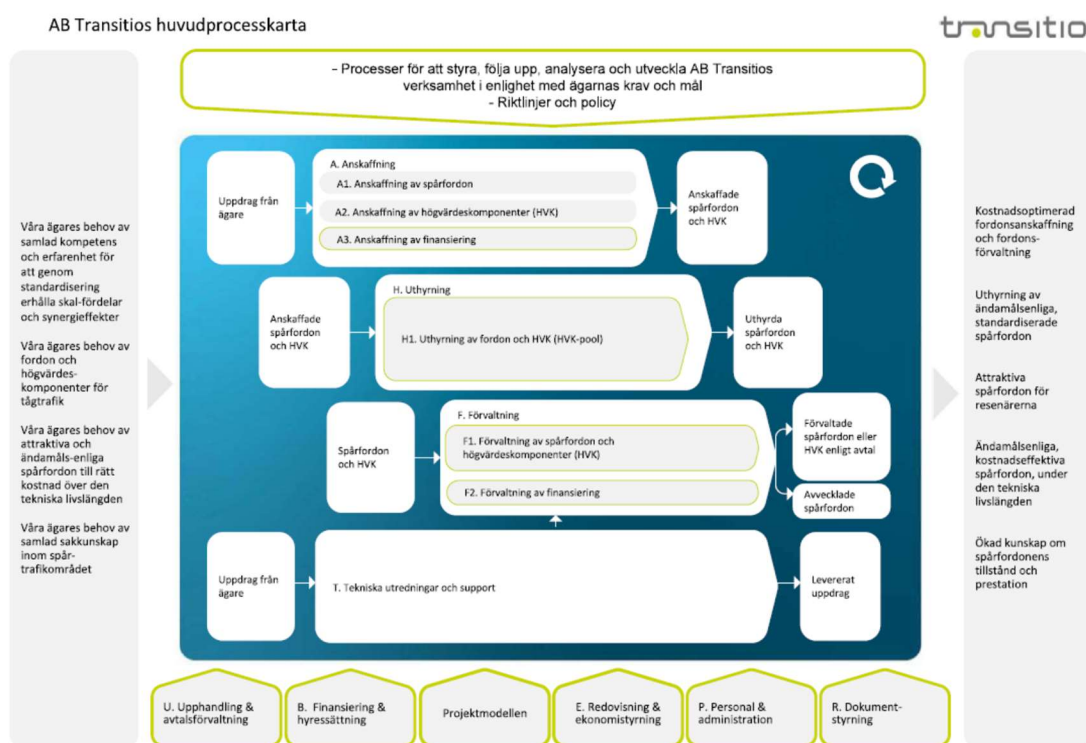 AB Transitios huvudprocesskarta
transitio
– Processer för att styra, följa upp, analysera och utveckla AB Transitios
verksamhet i enlighet med ägarnas krav och mål
- Riktlinjer och policy
Våra ägares behov av
samlad kompetens
och erfarenhet för
att genom
standardisering
erhålla skal-fördelar
och synergieffekter
Våra ägares behov av
fordon och
högvärdes-
komponenter för
tågtrafik
Våra ägares behov av
attraktiva och
ändamåls-enliga
spårfordon till rätt
kostnad över den
tekniska livslängden
Våra ägares behov av
samlad sakkunskap
inom spår-
trafikområdet
Uppdrag från
ägare
A. Anskaffning
A1. Anskaffning av spårfordon
A2. Anskaffning av högvärdeskomponenter (HVK)
A3. Anskaffning av finansiering
Anskaffade
spårfordon
och HVK
Anskaffade
spårfordon
och HVK
H. Uthyrning
H1. Uthyrning av fordon och HVK (HVK-pool)
Uthyrda
spårfordon
och HVK
Spårfordon
och HVK
F. Förvaltning
F1. Förvaltning av spårfordon och
högvärdeskomponenter (HVK)
F2. Förvaltning av finansiering
Förvaltade
spårfordon eller
HVK enligt avtal
Avvecklade
spårfordon
Uppdrag från
ägare
T. Tekniska utredningar och support
Levererat
uppdrag
Kostnadsoptimerad
fordonsanskaffning
och fordons-
förvaltning
Uthyrning av
ändamålsenliga,
standardiserade
spårfordon
Attraktiva
spårfordon för
resenärerna
Ändamålsenliga,
kostnadseffektiva
spårfordon, under
den tekniska
livslängden
Ökad kunskap om
spårfordonens
tillstånd och
prestation
U. Upphandling &
avtalsförvaltning
B. Finansiering &
hyressättning
Projektmodellen
E. Redovisning &
ekonomistyrning
P. Personal &
administration
R. Dokument-
styrning